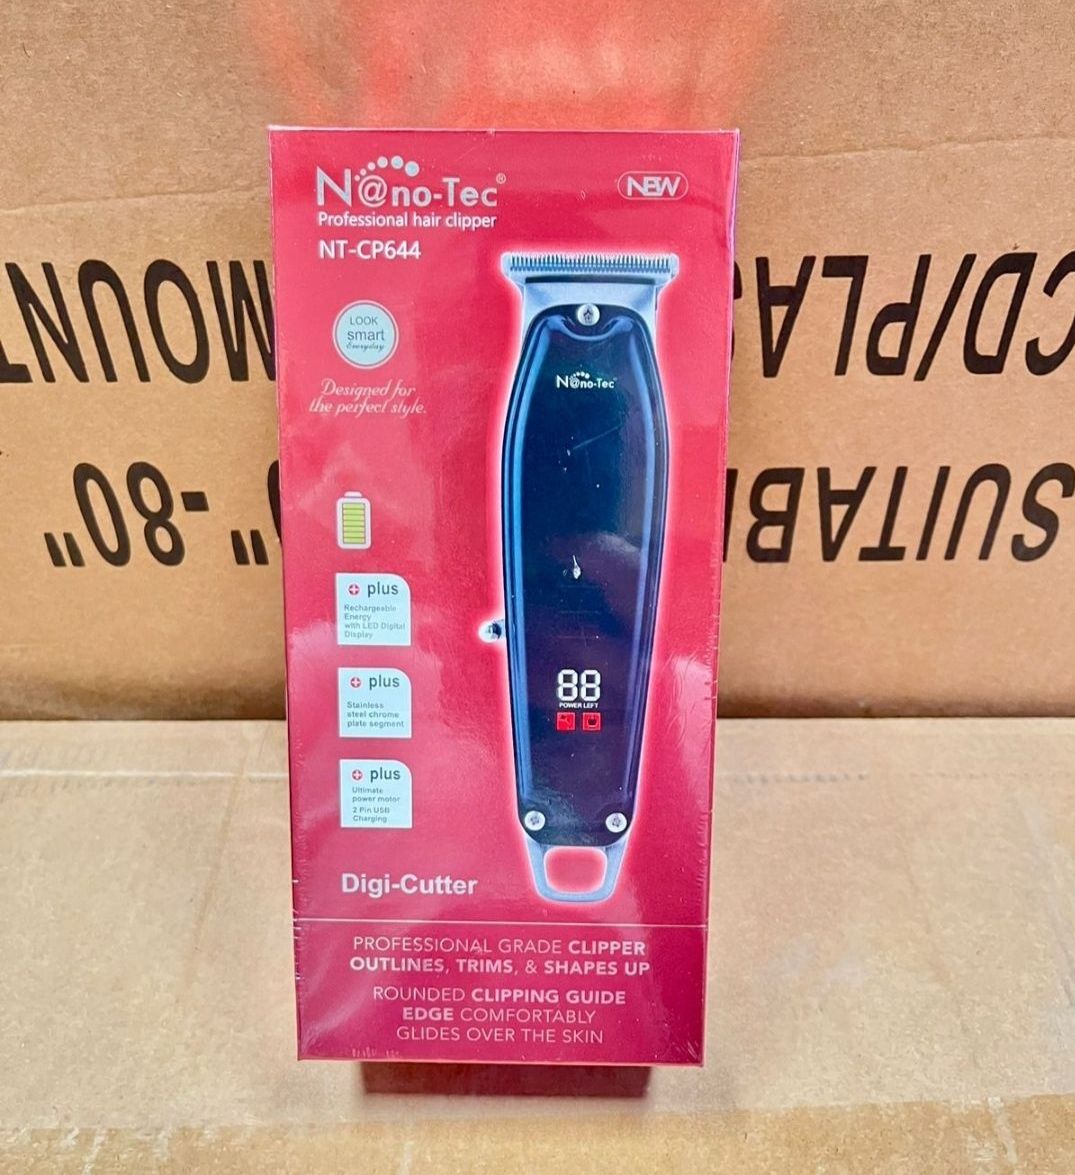 N@no-Tec®
Professional hair clipper
NT-CP644
NEW
LOOK
smart
Everyday
Designed for
the perfect style.
plus
Rechargeable
Energy
with LED Digital
Display
plus
Stainless
steel chrome
plate segment
plus
Ultimate
power motor
2 Pin USB
Charging
N@no-Tec
88
POWER LEFT
Digi-Cutter
PROFESSIONAL GRADE CLIPPER
OUTLINES, TRIMS, & SHAPES UP
ROUNDED CLIPPING GUIDE
EDGE COMFORTABLY
GLIDES OVER THE SKIN
SUITAB
"-80"
CD/PLAS
MOUNT